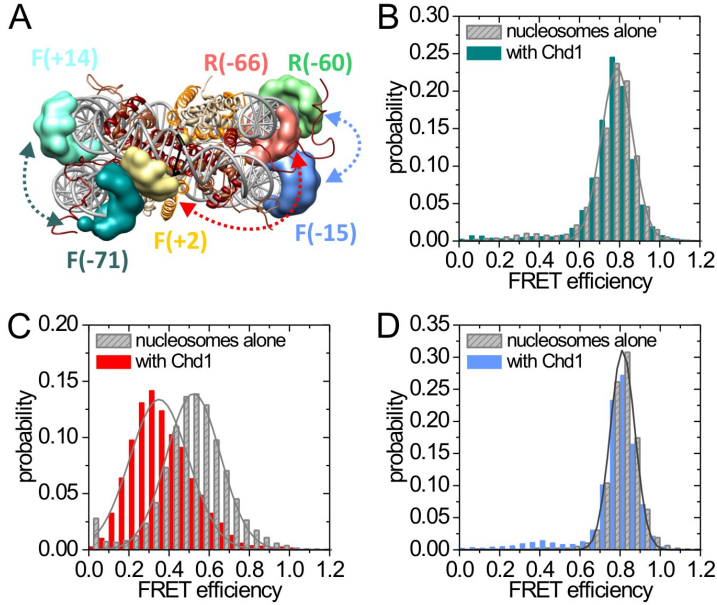 A
F(+14)
R(-66)
R(-60)
F(-71)
F(+2)
F(-15)
B
nucleosomes alone
with Chd1
probability
0.30
0.25
0.20
0.15
0.10
0.05
0.00
0.0 0.2 0.4 0.6 0.8 1.0 1.2
FRET efficiency
C
nucleosomes alone
with Chd1
probability
0.20
0.15
0.10
0.05
0.00
0.0 0.2 0.4 0.6 0.8 1.0 1.2
FRET efficiency
D
nucleosomes alone
with Chd1
probability
0.35
0.30
0.25
0.20
0.15
0.10
0.05
0.00
0.0 0.2 0.4 0.6 0.8 1.0 1.2
FRET efficiency